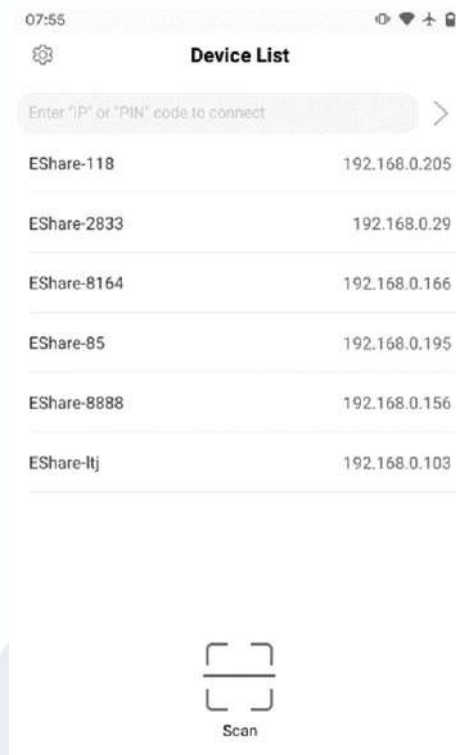 07:55
Device List
Enter "IP" or "PIN" code to connect
EShare-118 192.168.0.205
EShare-2833 192.168.0.29
EShare-8164 192.168.0.166
EShare-85 192.168.0.195
EShare-8888 192.168.0.156
EShare-ltj 192.168.0.103
Scan